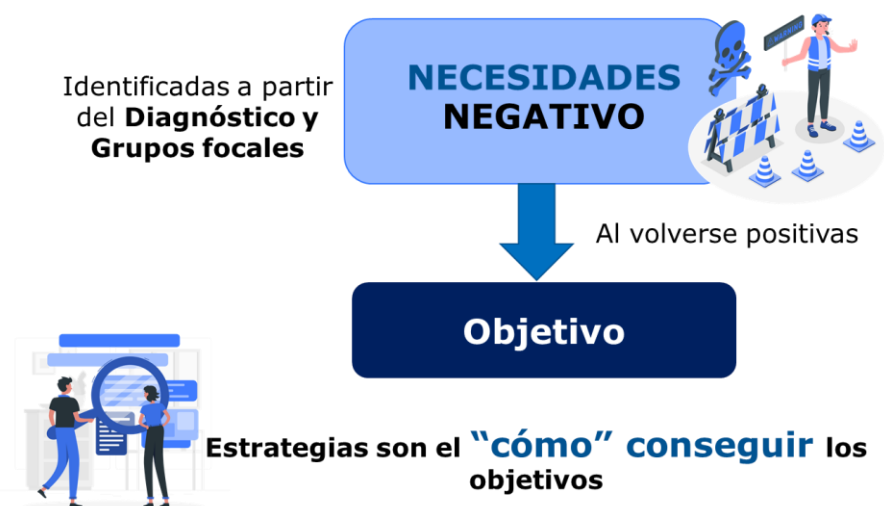 NECESIDADES
NEGATIVO
Identificadas a partir
del Diagnóstico y
Grupos focales
WARNING
Al volverse positivas
Objetivo
Estrategias son el “cómo” conseguir los
objetivos